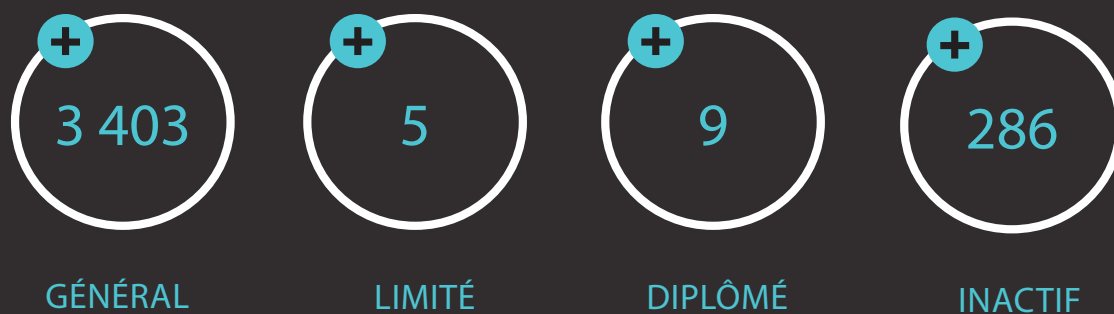 3 403
5
9
286
GÉNÉRAL
LIMITÉ
DIPLÔMÉ
INACTIF